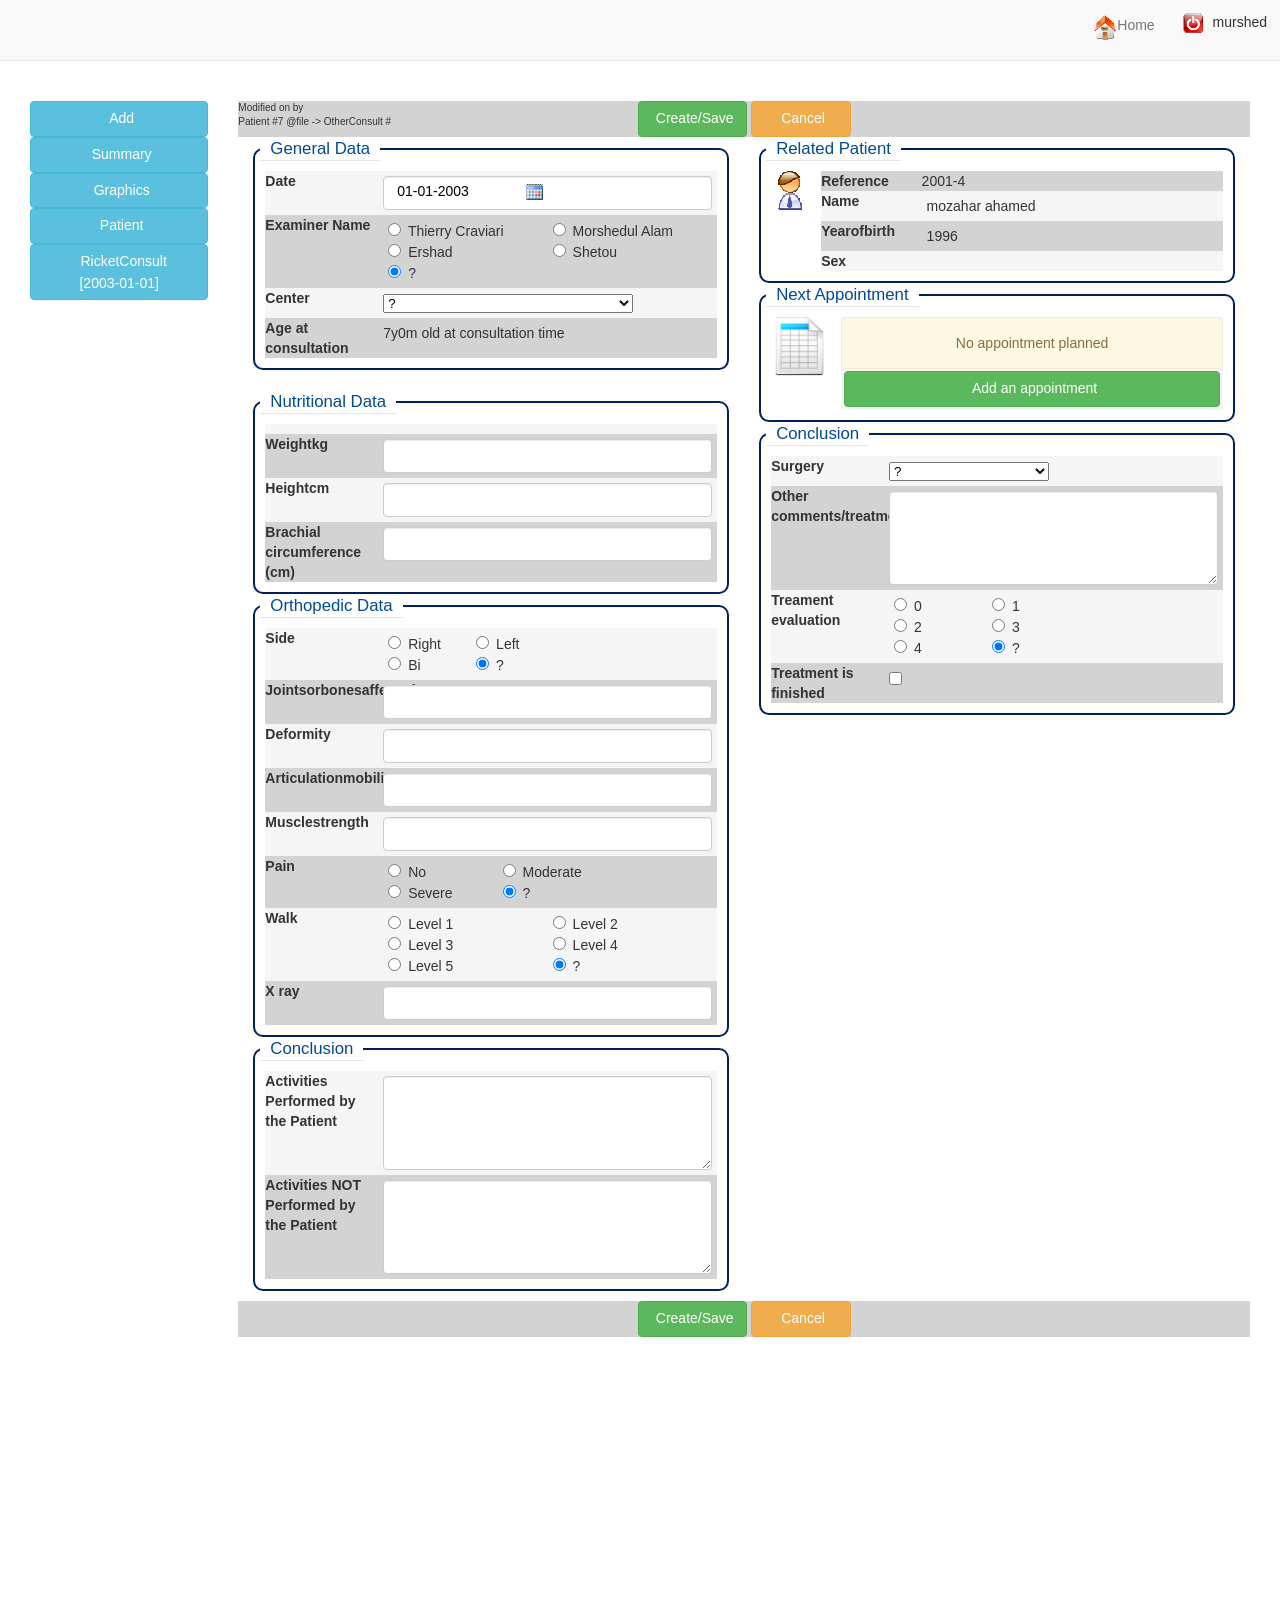 Home
murshed
Add
Summary
Graphics
Patient
RicketConsult
[2003-01-01]
Modified on by
Patient #7 @file -> OtherConsult #
Create/Save
Cancel
General Data
Date
01-01-2003
Examiner Name
Thierry Craviari
Morshedul Alam
Ershad
Shetou
?
Center
?
Age at
consultation
7y0m old at consultation time
Nutritional Data
Weightkg
Heightcm
Brachial
circumference
(cm)
Orthopedic Data
Side
Right
Left
Bi
?
Jointsorbonesaffe
Deformity
Articulationmobili
Musclestrength
Pain
No
Moderate
Severe
?
Walk
Level 1
Level 2
Level 3
Level 4
Level 5
?
X ray
Conclusion
Activities
Performed by
the Patient
Activities NOT
Performed by
the Patient
Related Patient
Reference
2001-4
Name
mozahar ahamed
Yearofbirth
1996
Sex
Next Appointment
No appointment planned
Add an appointment
Conclusion
Surgery
?
Other
comments/treatme
Treament
evaluation
0
1
2
3
4
?
Treatment is
finished
Create/Save
Cancel